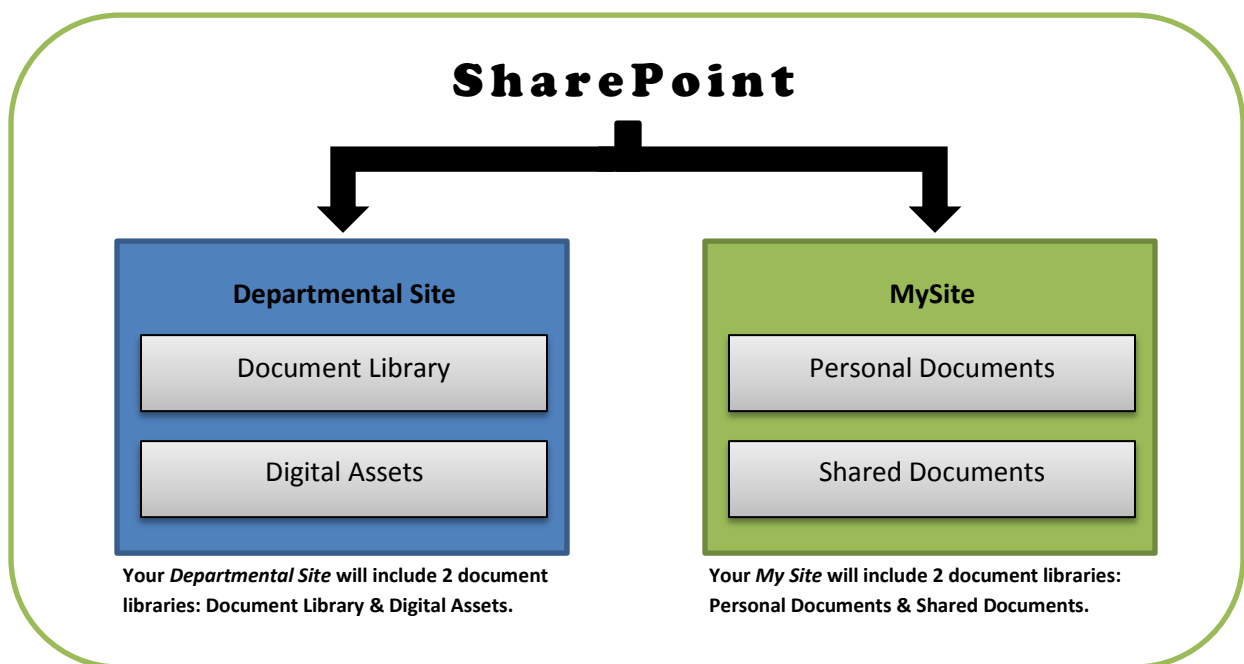 SharePoint
Departmental Site
Document Library
Digital Assets
Your Departmental Site will include 2 document
libraries: Document Library & Digital Assets.
MySite
Personal Documents
Shared Documents
Your My Site will include 2 document libraries:
Personal Documents & Shared Documents.